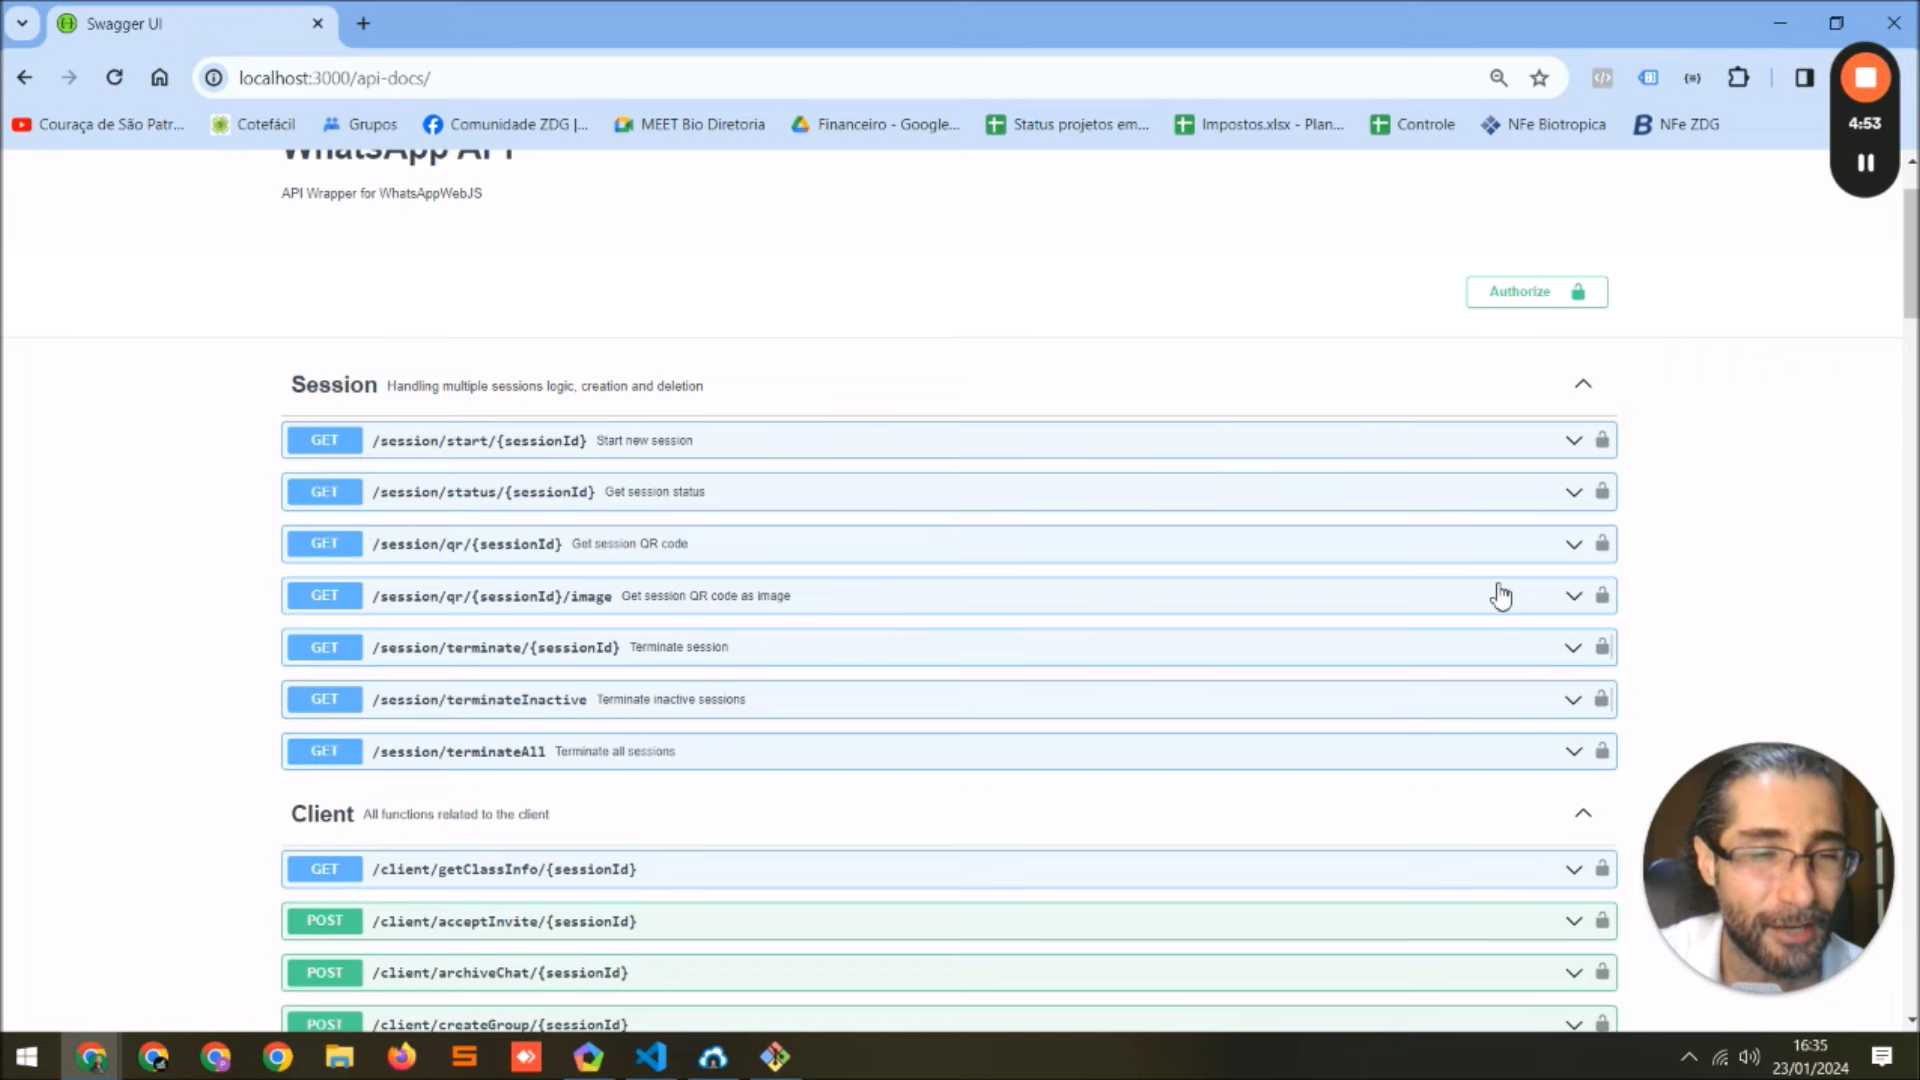 Swagger UI
localhost:3000/api-docs/
Couraça de São Patr...
Cotefácil
Grupos
Comunidade ZDG |...
MEET Bio Diretoria
Financeiro - Google...
Status projetos em...
Impostos.xlsx - Plan...
Controle
NFe Biotropica
NFe ZDG
4:53
WhatsApp API
API Wrapper for WhatsAppWebJS
Authorize
Session Handling multiple sessions logic, creation and deletion
GET /session/start/{sessionId} Start new session
GET /session/status/{sessionId} Get session status
GET /session/qr/{sessionId} Get session QR code
GET /session/qr/{sessionId}/image Get session QR code as image
GET /session/terminate/{sessionId} Terminate session
GET /session/terminateInactive Terminate inactive sessions
GET /session/terminateAll Terminate all sessions
Client All functions related to the client
GET /client/getClassInfo/{sessionId}
POST /client/acceptInvite/{sessionId}
POST /client/archiveChat/{sessionId}
POST /client/createGroup/{sessionId}
16:35
23/01/2024